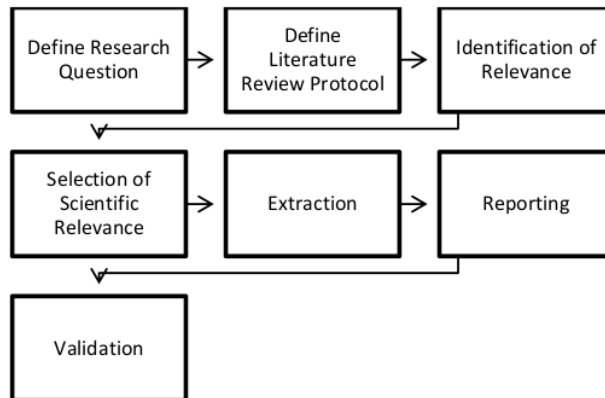 Define Research
Question
Define
Literature
Review Protocol
Identification of
Relevance
Selection of
Scientific
Relevance
Extraction
Reporting
Validation